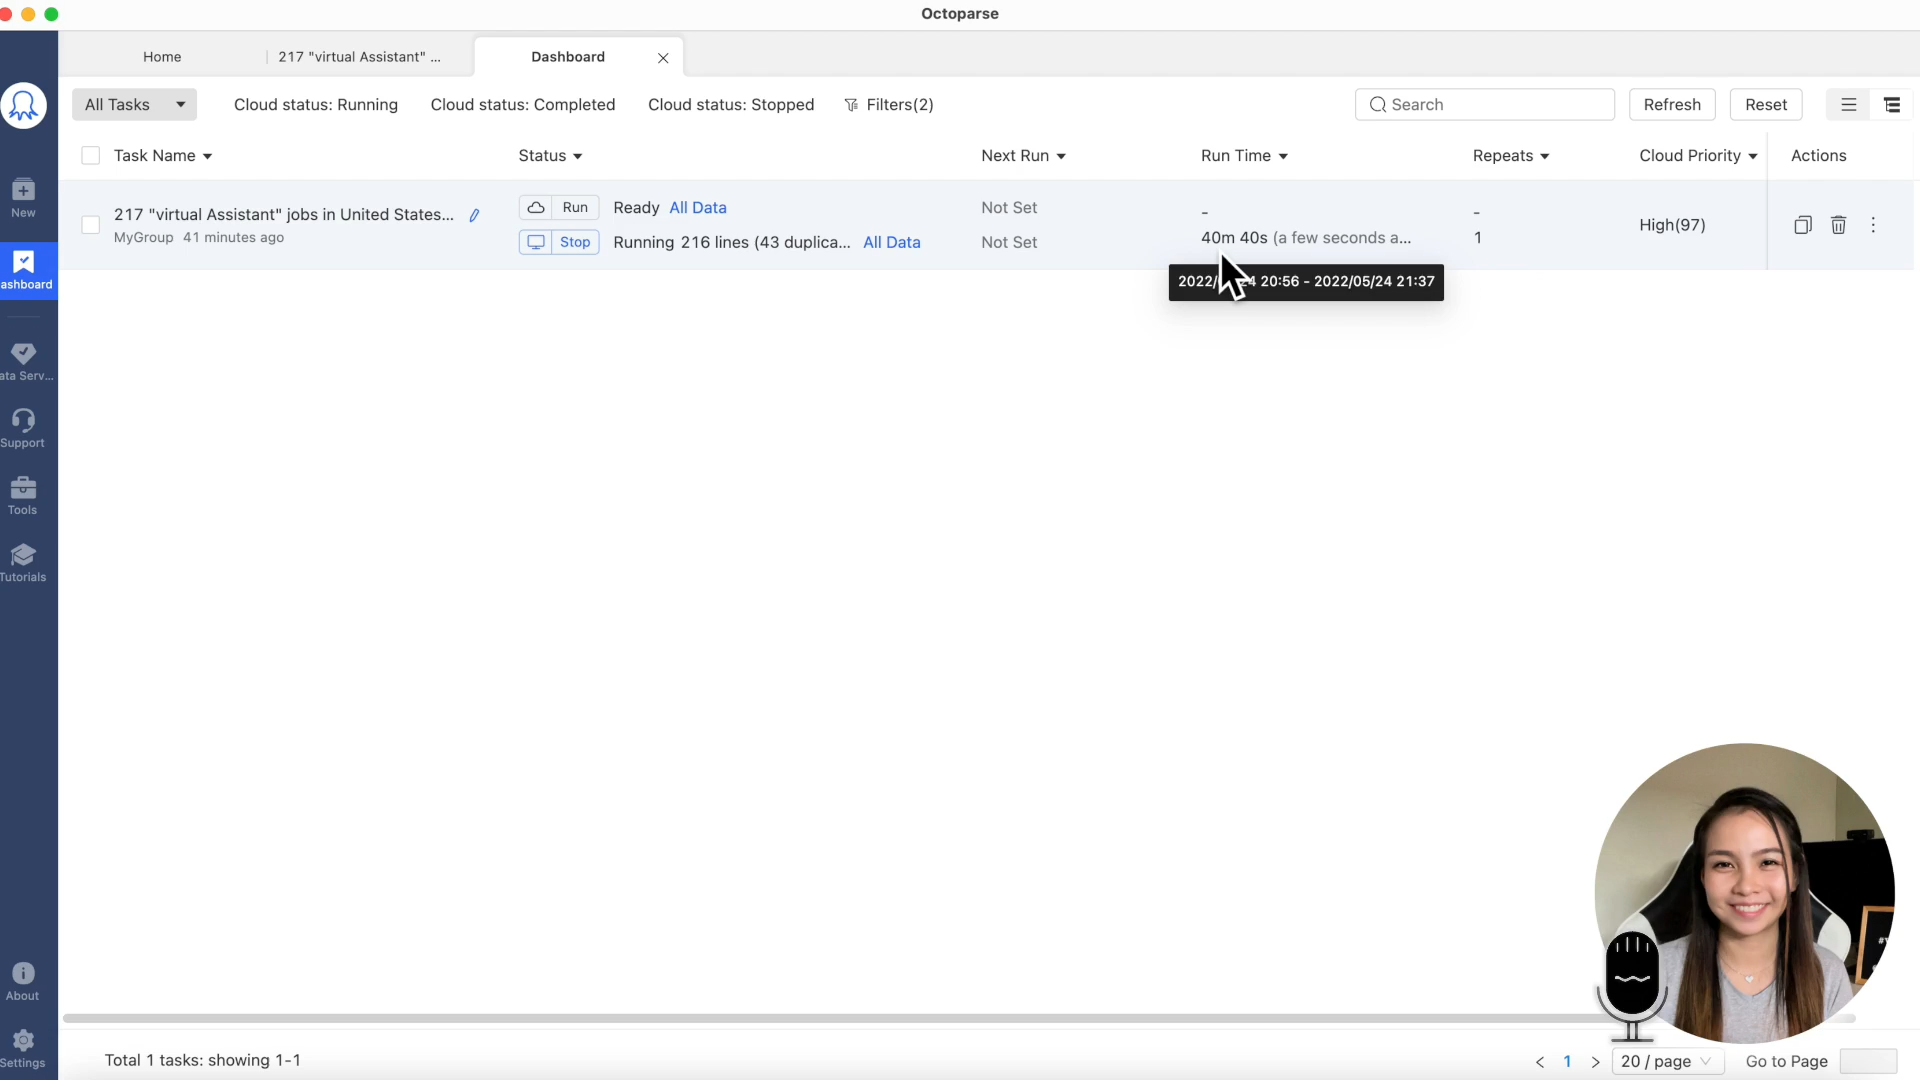 Octoparse
Home
217 "virtual Assistant" ...
Dashboard
All Tasks
Cloud status: Running
Cloud status: Completed
Cloud status: Stopped
Filters(2)
Search
Refresh
Reset
Task Name
Status
Next Run
Run Time
Repeats
Cloud Priority
Actions
217 "virtual Assistant" jobs in United States...
MyGroup 41 minutes ago
Run Ready All Data
Stop Running 216 lines (43 duplica... All Data
Not Set
Not Set
-
40m 40s (a few seconds a...
-
1
High(97)
20:56 - 2022/05/24 21:37
New
ashboard
ata Serv...
Support
Tools
Tutorials
About
Settings
Total 1 tasks: showing 1-1
< 1 >
20 / page
Go to Page